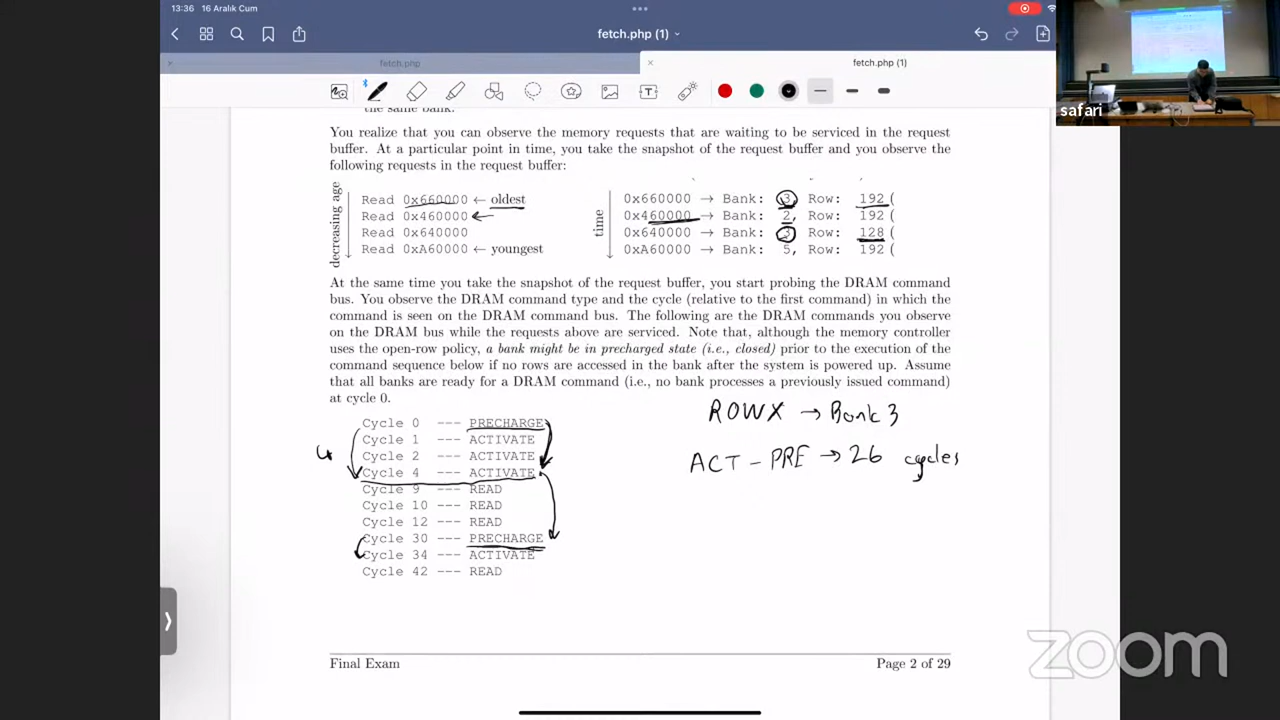 13:36 16 Aralık Cum
fetch.php (1)
fetch.php
fetch.php (1)
safari
the same bank.
You realize that you can observe the memory requests that are waiting to be serviced in the request
buffer. At a particular point in time, you take the snapshot of the request buffer and you observe the
following requests in the request buffer:
decreasing age
Read 0x660000 ← oldest
Read 0x460000
Read 0x640000
Read 0xA60000 ← youngest
time
0x660000 → Bank: 3, Row: 192 (
0x460000 → Bank: 2, Row: 192 (
0x640000 → Bank: 3, Row: 128 (
0xA60000 → Bank: 5, Row: 192 (
At the same time you take the snapshot of the request buffer, you start probing the DRAM command
bus. You observe the DRAM command type and the cycle (relative to the first command) in which the
command is seen on the DRAM command bus. The following are the DRAM commands you observe
on the DRAM bus while the requests above are serviced. Note that, although the memory controller
uses the open-row policy, a bank might be in precharged state (i.e., closed) prior to the execution of the
command sequence below if no rows are accessed in the bank after the system is powered up. Assume
that all banks are ready for a DRAM command (i.e., no bank processes a previously issued command)
at cycle 0.
Cycle 0 --- PRECHARGE
Cycle 1 --- ACTIVATE
Cycle 2 --- ACTIVATE
4
Cycle 4 --- ACTIVATE
Cycle 9 --- READ
Cycle 10 --- READ
Cycle 12 --- READ
Cycle 30 --- PRECHARGE
Cycle 34 --- ACTIVATE
Cycle 42 --- READ
ROWX → Bank 3
ACT - PRE → 26 cycles
Final Exam
Page 2 of 29
zoom